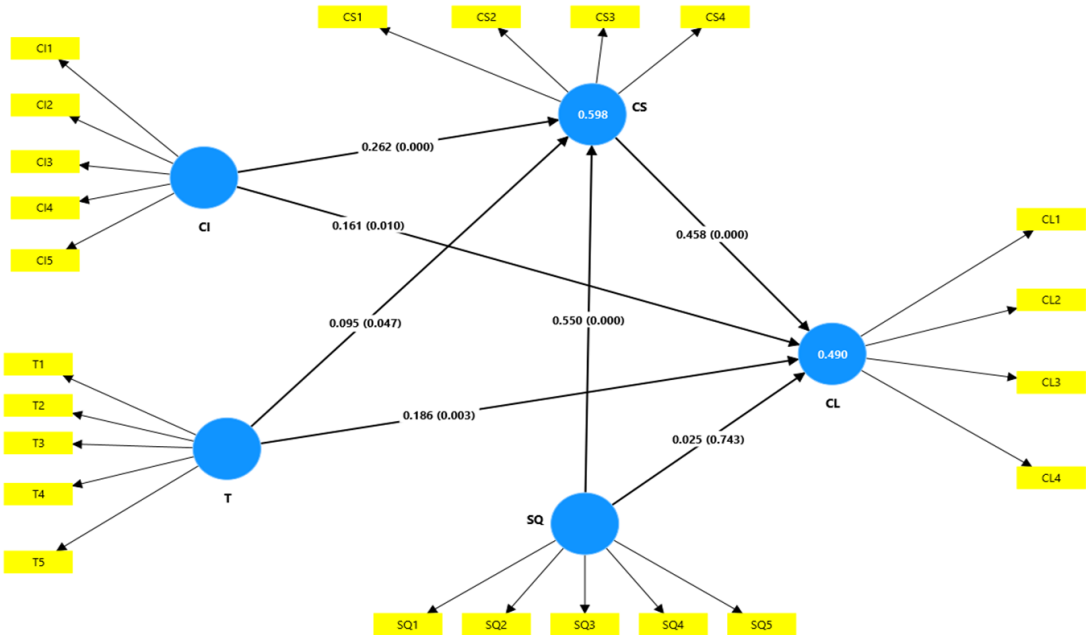 CS1
CS2
CS3
CS4
CI1
CI2
CI3
CI4
CI5
CI
0.598
CS
0.262 (0.000)
0.161 (0.010)
0.458 (0.000)
0.095 (0.047)
0.550 (0.000)
CL1
CL2
CL3
CL4
0.490
CL
T1
T2
T3
T4
T5
T
0.186 (0.003)
0.025 (0.743)
SQ
SQ1
SQ2
SQ3
SQ4
SQ5